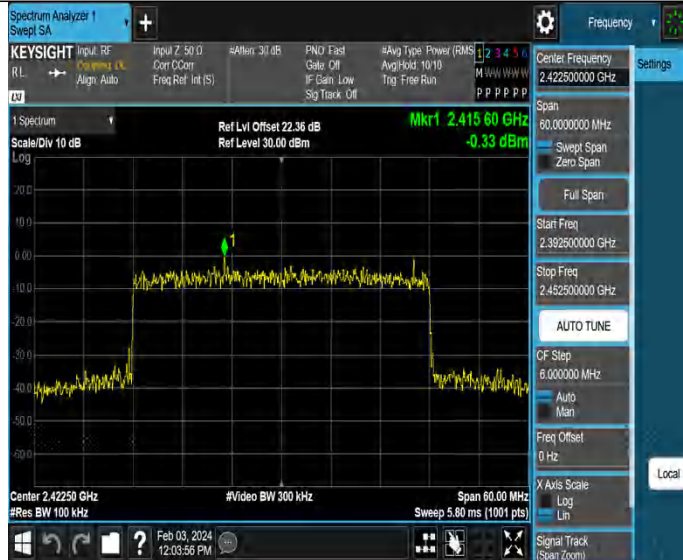 Spectrum Analyzer 1
Swept SA
+
Frequency
KEYSIGHT
Input: RF
Input Z: 50 Ω
#Atten: 30 dB
PNO: Fast
#Avg Type: Power (RMS
1 2 3 4 5 6
RL
Coupling: DC
Corr CCorr
Gate: Off
Avg|Hold: 10/10
M W W W W W
Align: Auto
Freq Ref: Int (S)
IF Gain: Low
Trig: Free Run
Sig Track: Off
P P P P P P
LXI
1 Spectrum
Ref Lvl Offset 22.36 dB
Mkr1 2.415 60 GHz
Scale/Div 10 dB
Ref Level 30.00 dBm
-0.33 dBm
Log
20.0
10.0
0.00
1
-10.0
-20.0
-30.0
-40.0
-50.0
-60.0
Center 2.42250 GHz
#Video BW 300 kHz
Span 60.00 MHz
#Res BW 100 kHz
Sweep 5.80 ms (1001 pts)
Feb 03, 2024
12:03:56 PM
?
Center Frequency
2.422500000 GHz
Settings
Span
60.0000000 MHz
Swept Span
Zero Span
Full Span
Start Freq
2.392500000 GHz
Stop Freq
2.452500000 GHz
AUTO TUNE
CF Step
6.000000 MHz
Auto
Man
Freq Offset
0 Hz
X Axis Scale
Log
Lin
Local
Signal Track
(Span Zoom)